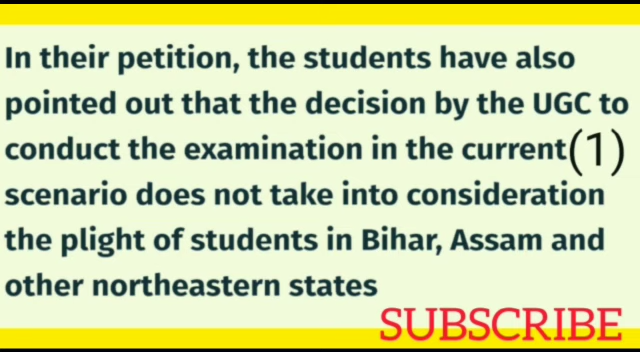 In their petition, the students have also
pointed out that the decision by the UGC to
conduct the examination in the current(1)
scenario does not take into consideration
the plight of students in Bihar, Assam and
other northeastern states
SUBSCRIBE